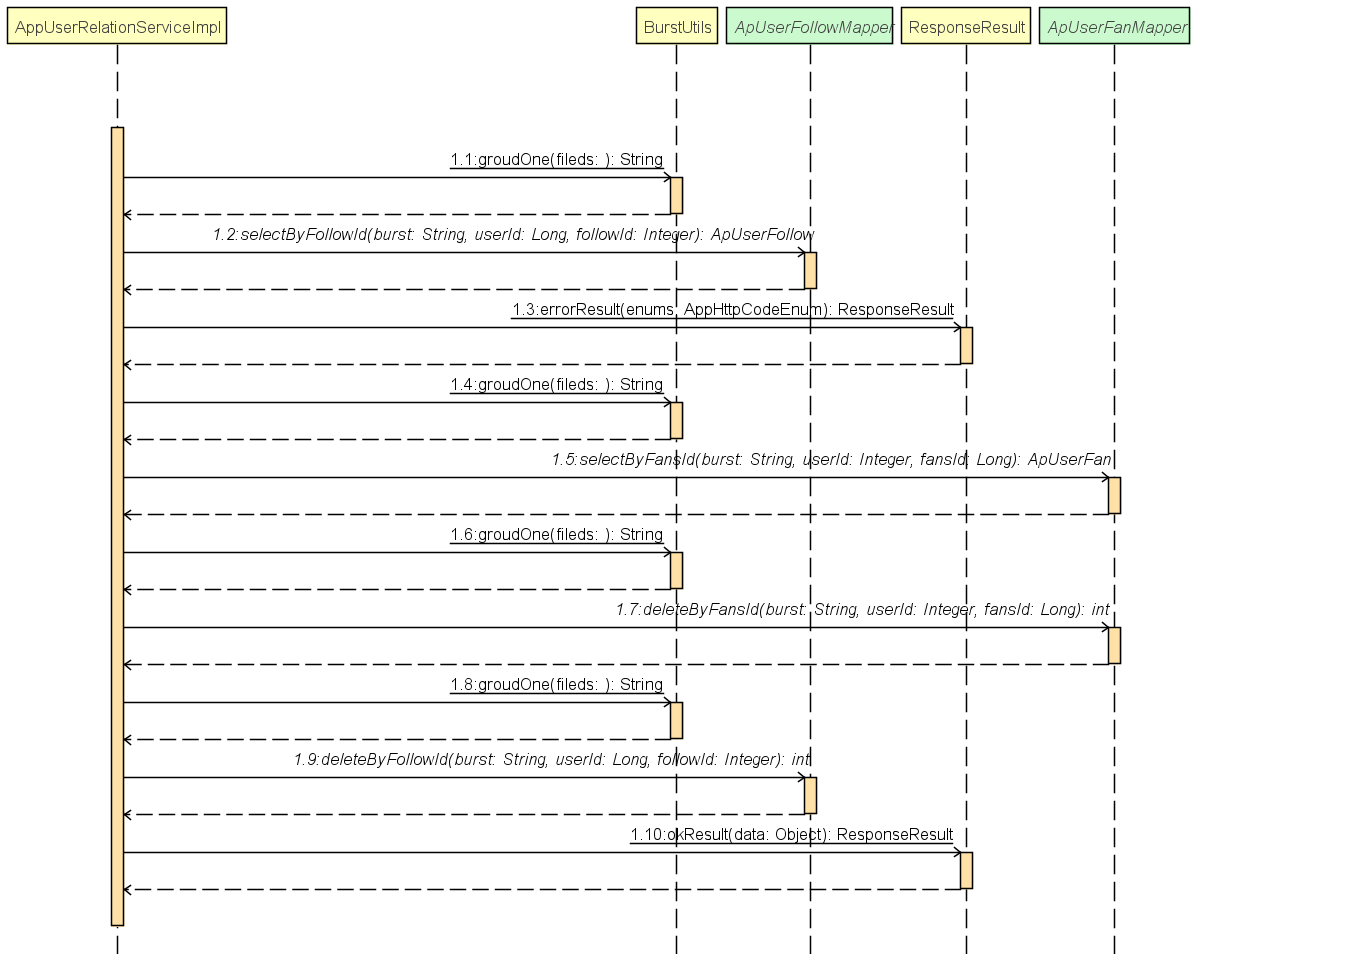 AppUserRelationServiceImpl
BurstUtils
ApUserFollowMapper
ResponseResult
ApUserFanMapper
1.1:groudOne(fileds: ): String
1.2:selectByFollowId(burst: String, userId: Long, followId: Integer): ApUserFollow
1.3:errorResult(enums: AppHttpCodeEnum): ResponseResult
1.4:groudOne(fileds: ): String
1.5:selectByFansId(burst: String, userId: Integer, fansId: Long): ApUserFan
1.6:groudOne(fileds: ): String
1.7:deleteByFansId(burst: String, userId: Integer, fansId: Long): int
1.8:groudOne(fileds: ): String
1.9:deleteByFollowId(burst: String, userId: Long, followId: Integer): int
1.10:okResult(data: Object): ResponseResult